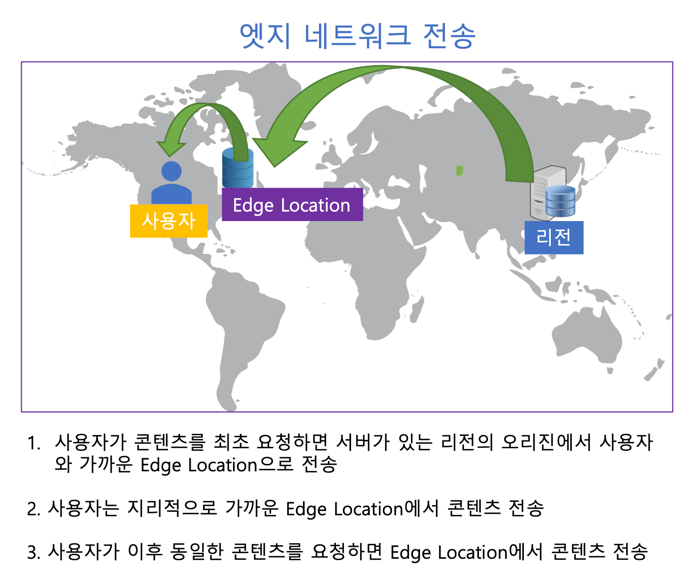 엣지 네트워크 전송
사용자
Edge Location
리전
1. 사용자가 콘텐츠를 최초 요청하면 서버가 있는 리전의 오리진에서 사용자
와 가까운 Edge Location으로 전송
2. 사용자는 지리적으로 가까운 Edge Location에서 콘텐츠 전송
3. 사용자가 이후 동일한 콘텐츠를 요청하면 Edge Location에서 콘텐츠 전송